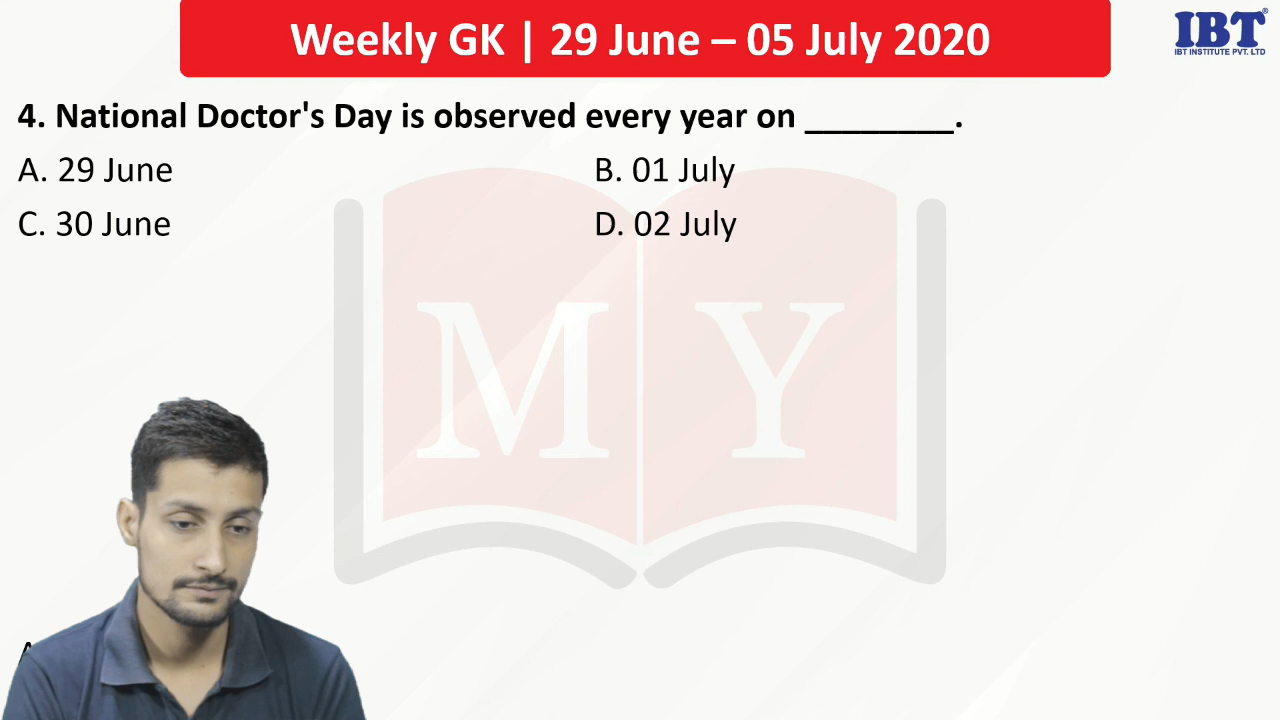 Weekly GK | 29 June – 05 July 2020
IBT®
IBT INSTITUTE PVT. LTD
4. National Doctor's Day is observed every year on ________.
A. 29 June
B. 01 July
C. 30 June
D. 02 July
M Y